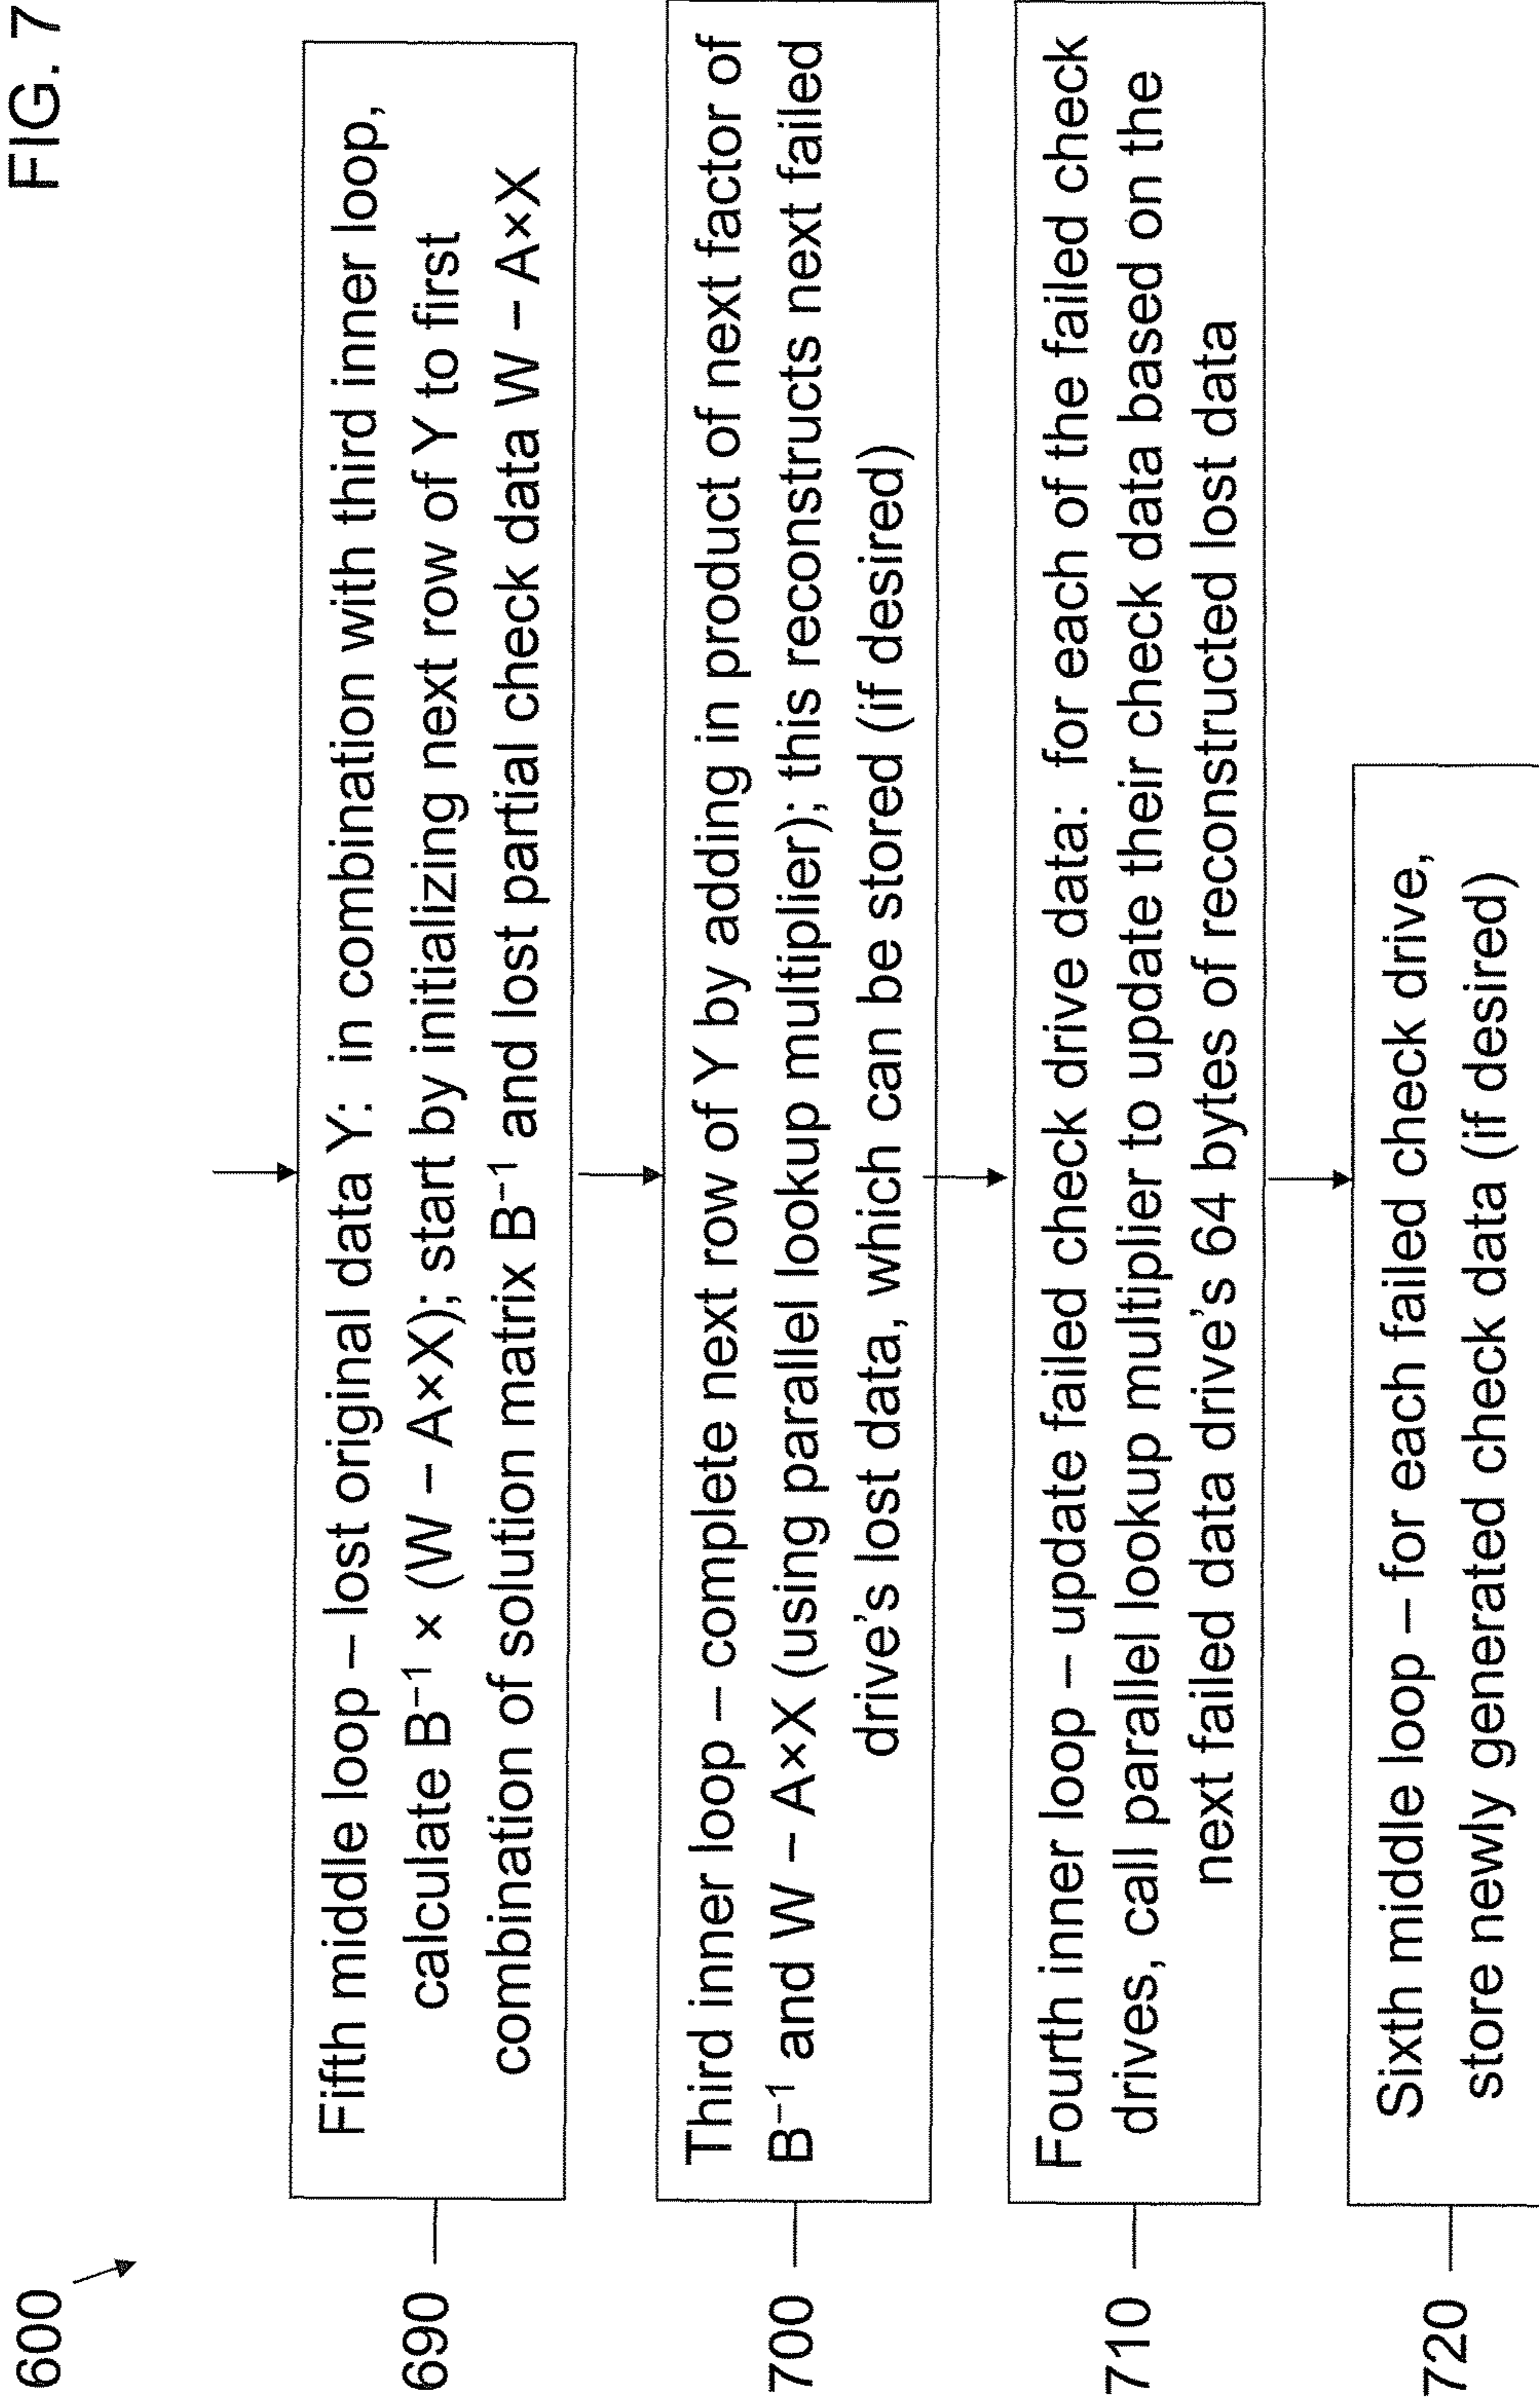 FIG. 7
600
690
Fifth middle loop – lost original data Y: in combination with third inner loop,
calculate B⁻¹ × (W – A×X); start by initializing next row of Y to first
combination of solution matrix B⁻¹ and lost partial check data W – A×X
700
Third inner loop – complete next row of Y by adding in product of next factor of
B⁻¹ and W – A×X (using parallel lookup multiplier); this reconstructs next failed
drive's lost data, which can be stored (if desired)
710
Fourth inner loop – update failed check drive data: for each of the failed check
drives, call parallel lookup multiplier to update their check data based on the
next failed data drive's 64 bytes of reconstructed lost data
720
Sixth middle loop – for each failed check drive,
store newly generated check data (if desired)